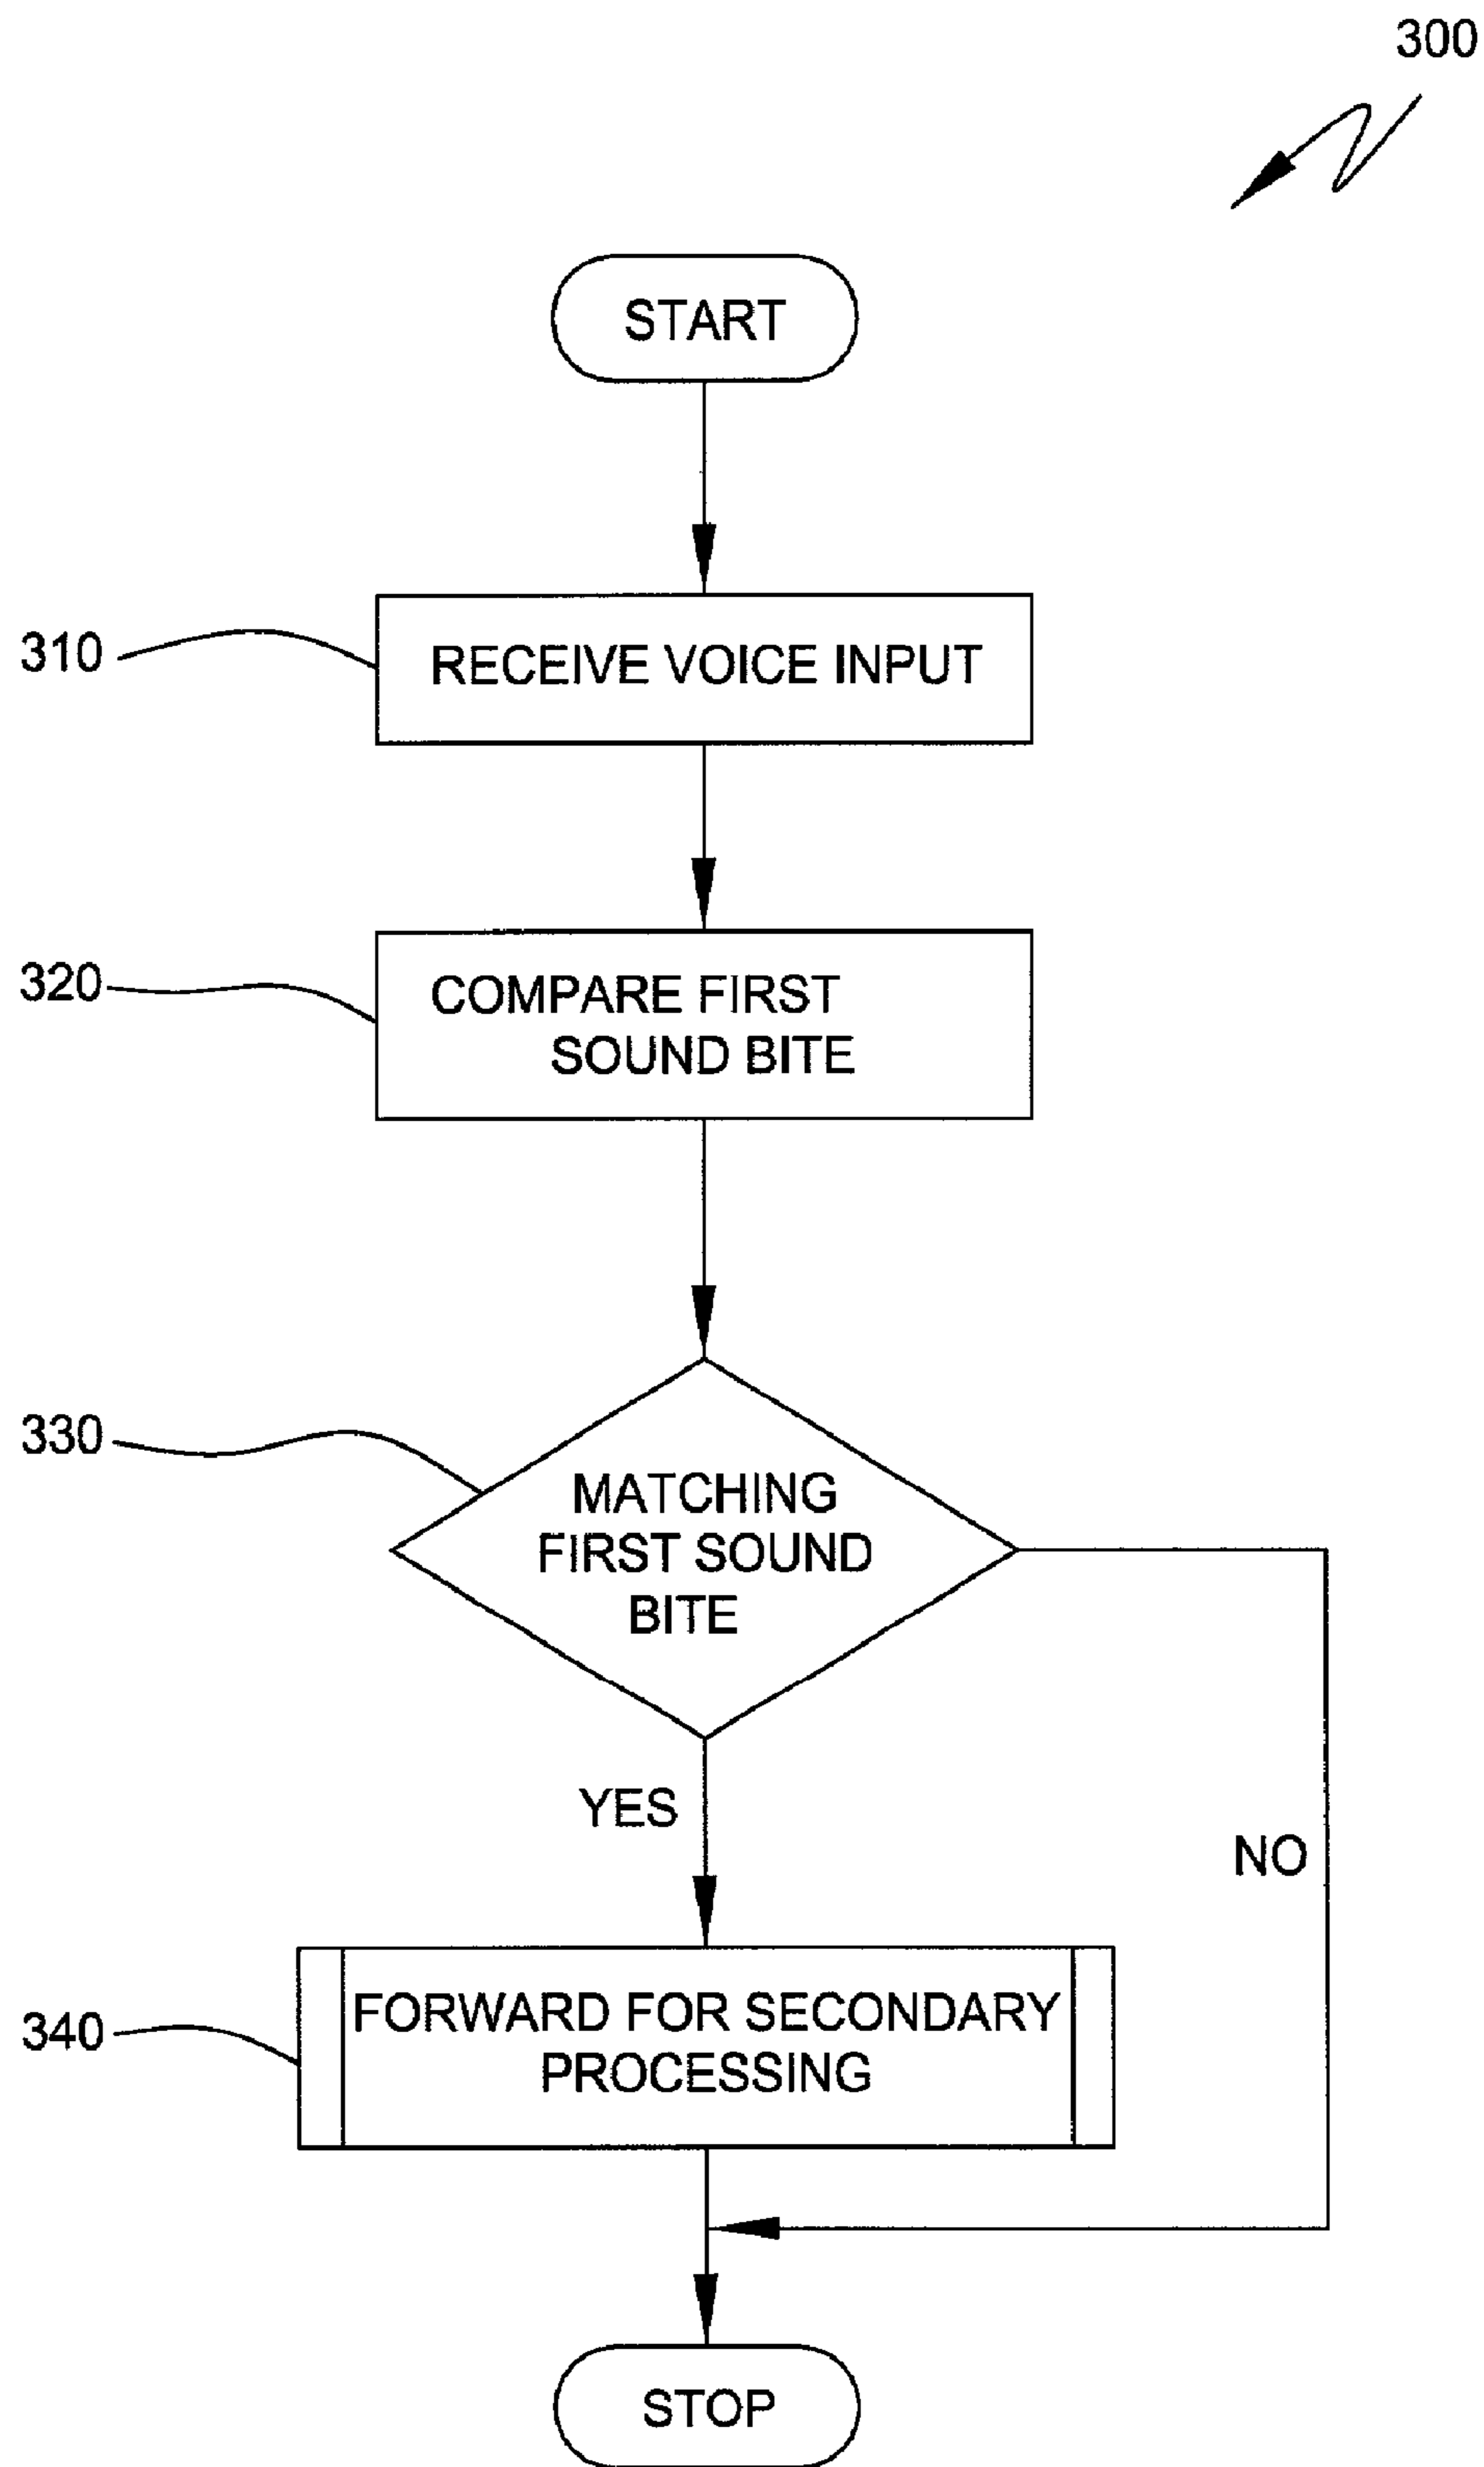 300
START
310
RECEIVE VOICE INPUT
320
COMPARE FIRST
SOUND BITE
330
MATCHING
FIRST SOUND
BITE
YES
NO
340
FORWARD FOR SECONDARY
PROCESSING
STOP